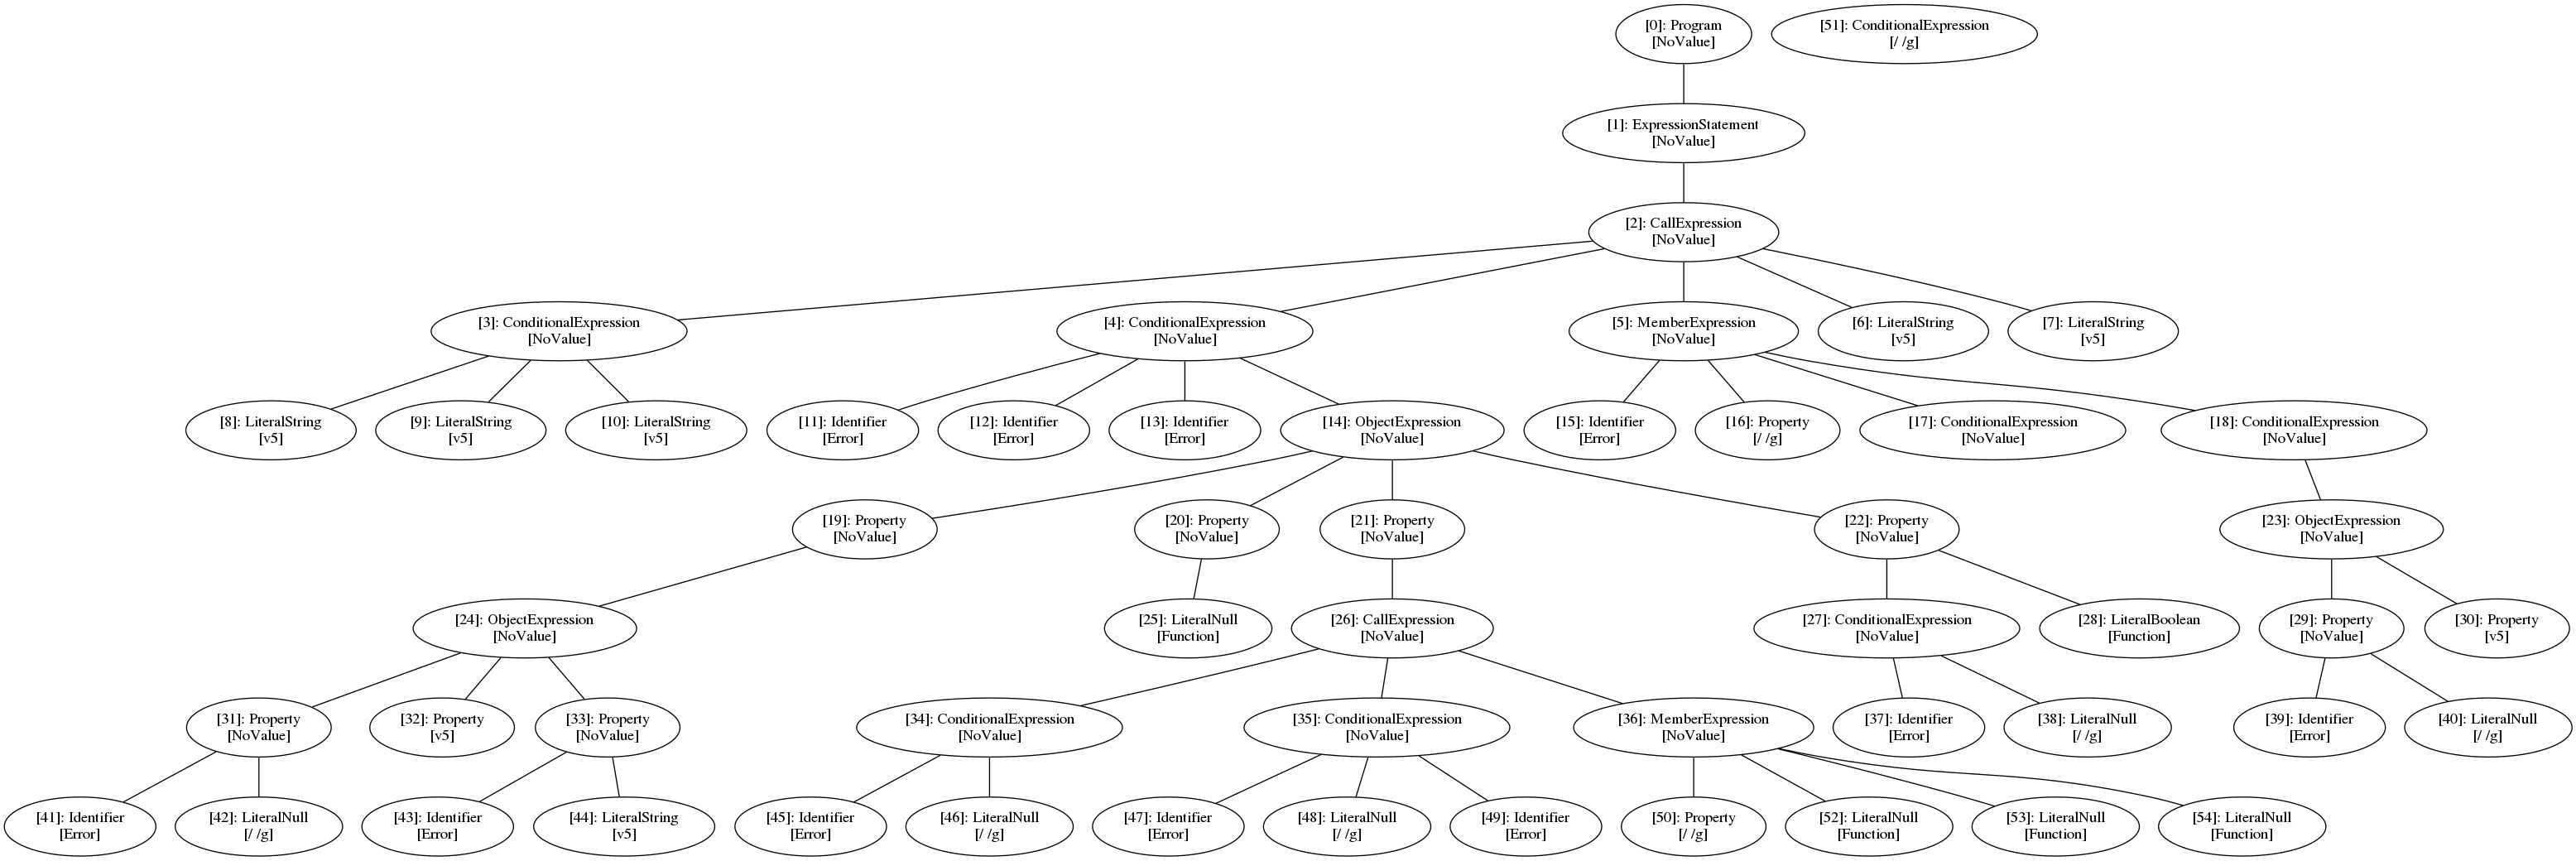 [0]: Program
[NoValue]
[51]: ConditionalExpression
[/ /g]
[1]: ExpressionStatement
[NoValue]
[2]: CallExpression
[NoValue]
[3]: ConditionalExpression
[NoValue]
[4]: ConditionalExpression
[NoValue]
[5]: MemberExpression
[NoValue]
[6]: LiteralString
[v5]
[7]: LiteralString
[v5]
[8]: LiteralString
[v5]
[9]: LiteralString
[v5]
[10]: LiteralString
[v5]
[11]: Identifier
[Error]
[12]: Identifier
[Error]
[13]: Identifier
[Error]
[14]: ObjectExpression
[NoValue]
[15]: Identifier
[Error]
[16]: Property
[/ /g]
[17]: ConditionalExpression
[NoValue]
[18]: ConditionalExpression
[NoValue]
[19]: Property
[NoValue]
[20]: Property
[NoValue]
[21]: Property
[NoValue]
[22]: Property
[NoValue]
[23]: ObjectExpression
[NoValue]
[24]: ObjectExpression
[NoValue]
[25]: LiteralNull
[Function]
[26]: CallExpression
[NoValue]
[27]: ConditionalExpression
[NoValue]
[28]: LiteralBoolean
[Function]
[29]: Property
[NoValue]
[30]: Property
[v5]
[31]: Property
[NoValue]
[32]: Property
[v5]
[33]: Property
[NoValue]
[34]: ConditionalExpression
[NoValue]
[35]: ConditionalExpression
[NoValue]
[36]: MemberExpression
[NoValue]
[37]: Identifier
[Error]
[38]: LiteralNull
[/ /g]
[39]: Identifier
[Error]
[40]: LiteralNull
[/ /g]
[41]: Identifier
[Error]
[42]: LiteralNull
[/ /g]
[43]: Identifier
[Error]
[44]: LiteralString
[v5]
[45]: Identifier
[Error]
[46]: LiteralNull
[/ /g]
[47]: Identifier
[Error]
[48]: LiteralNull
[/ /g]
[49]: Identifier
[Error]
[50]: Property
[/ /g]
[52]: LiteralNull
[Function]
[53]: LiteralNull
[Function]
[54]: LiteralNull
[Function]